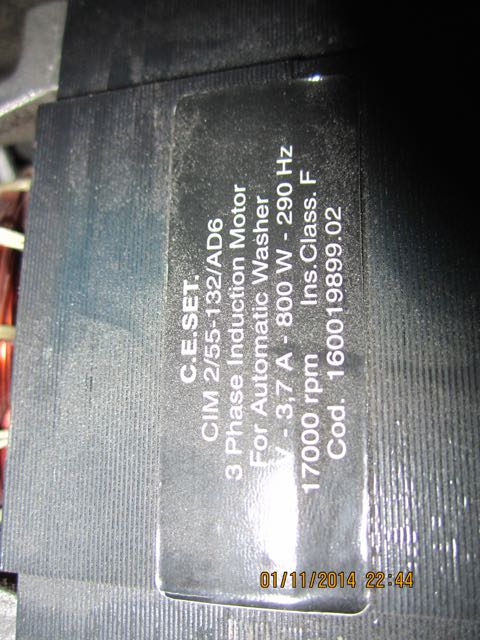 C.E.SET.
CIM 2/55-132/AD6
3 Phase Induction Motor
For Automatic Washer
V - 3,7 A - 800 W - 290 Hz
17000 rpm Ins.Class. F
Cod. 160019899.02
01/11/2014 22:44